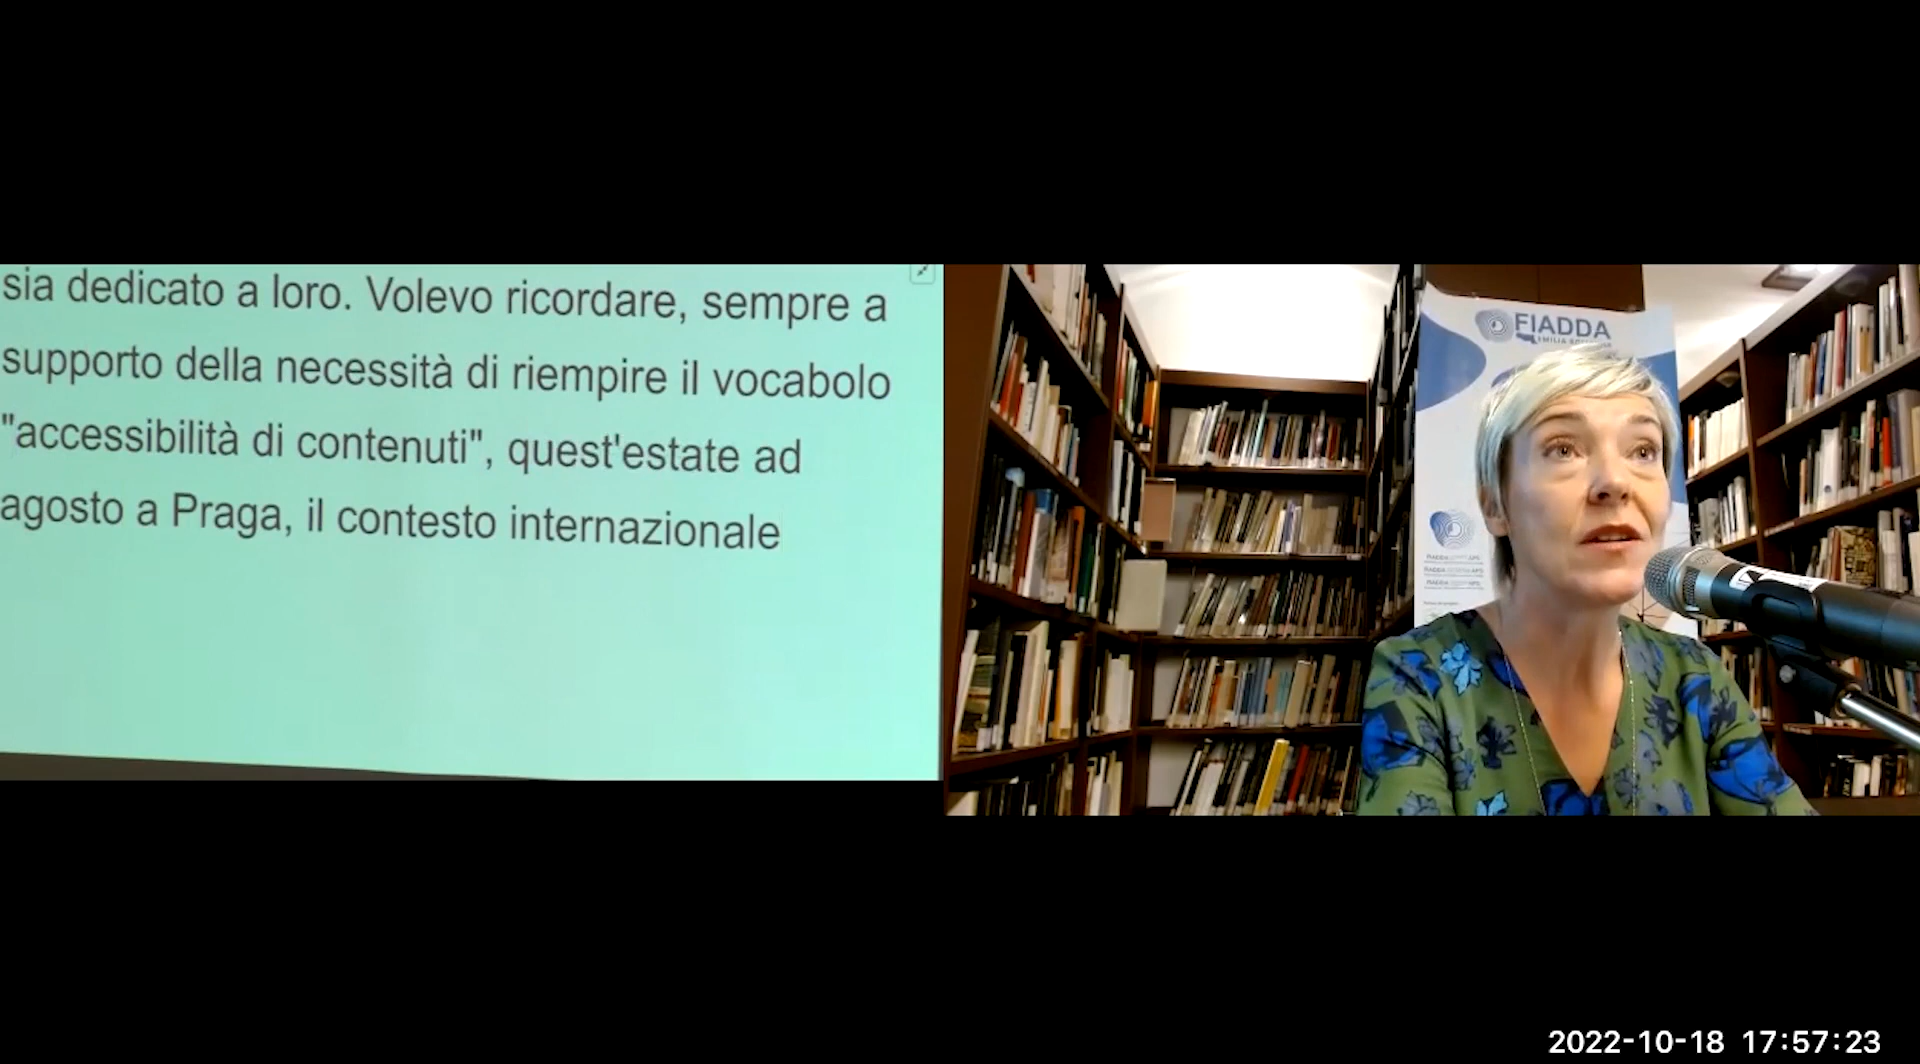 sia dedicato a loro. Volevo ricordare, sempre a
supporto della necessità di riempire il vocabolo
"accessibilità di contenuti", quest'estate ad
agosto a Praga, il contesto internazionale
FIADDA
EMILIA
2022-10-18 17:57:23